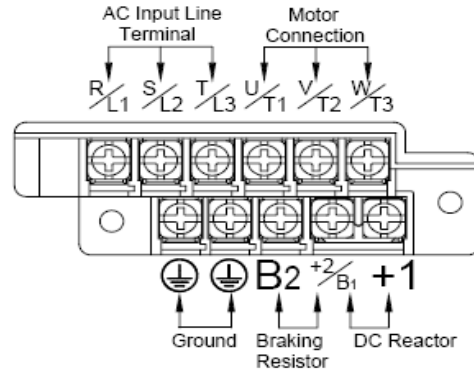 AC Input Line Terminal
Motor Connection
R/L1 S/L2 T/L3 U/T1 V/T2 W/T3
B2 +2/B1 +1
Ground
Braking Resistor
DC Reactor